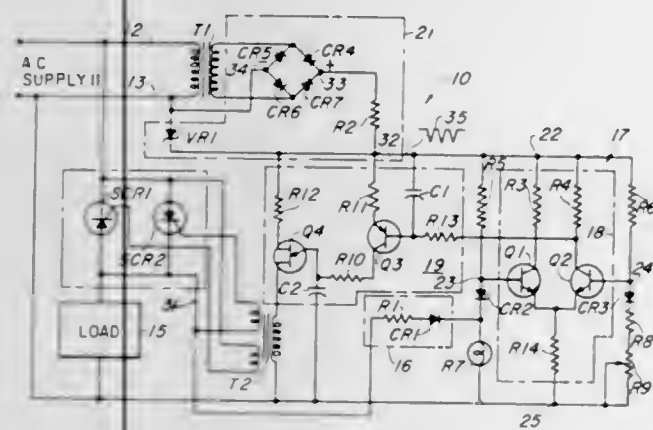 12 T1 21
CR5 CR4
AC
SUPPLY 11
34 33 +
10
13
CR6 CR7
R2 35
VR1 32 22 17
R5 R3 R4
R12 R11 C1 R6
SCR1
Q4 R13 18
SCR2 Q3 19 Q1 Q2 24
R10 23
C2 CR2 CR3
31 R1
LOAD 15 CR1 R8
16 R7 R14 R9
T2
25